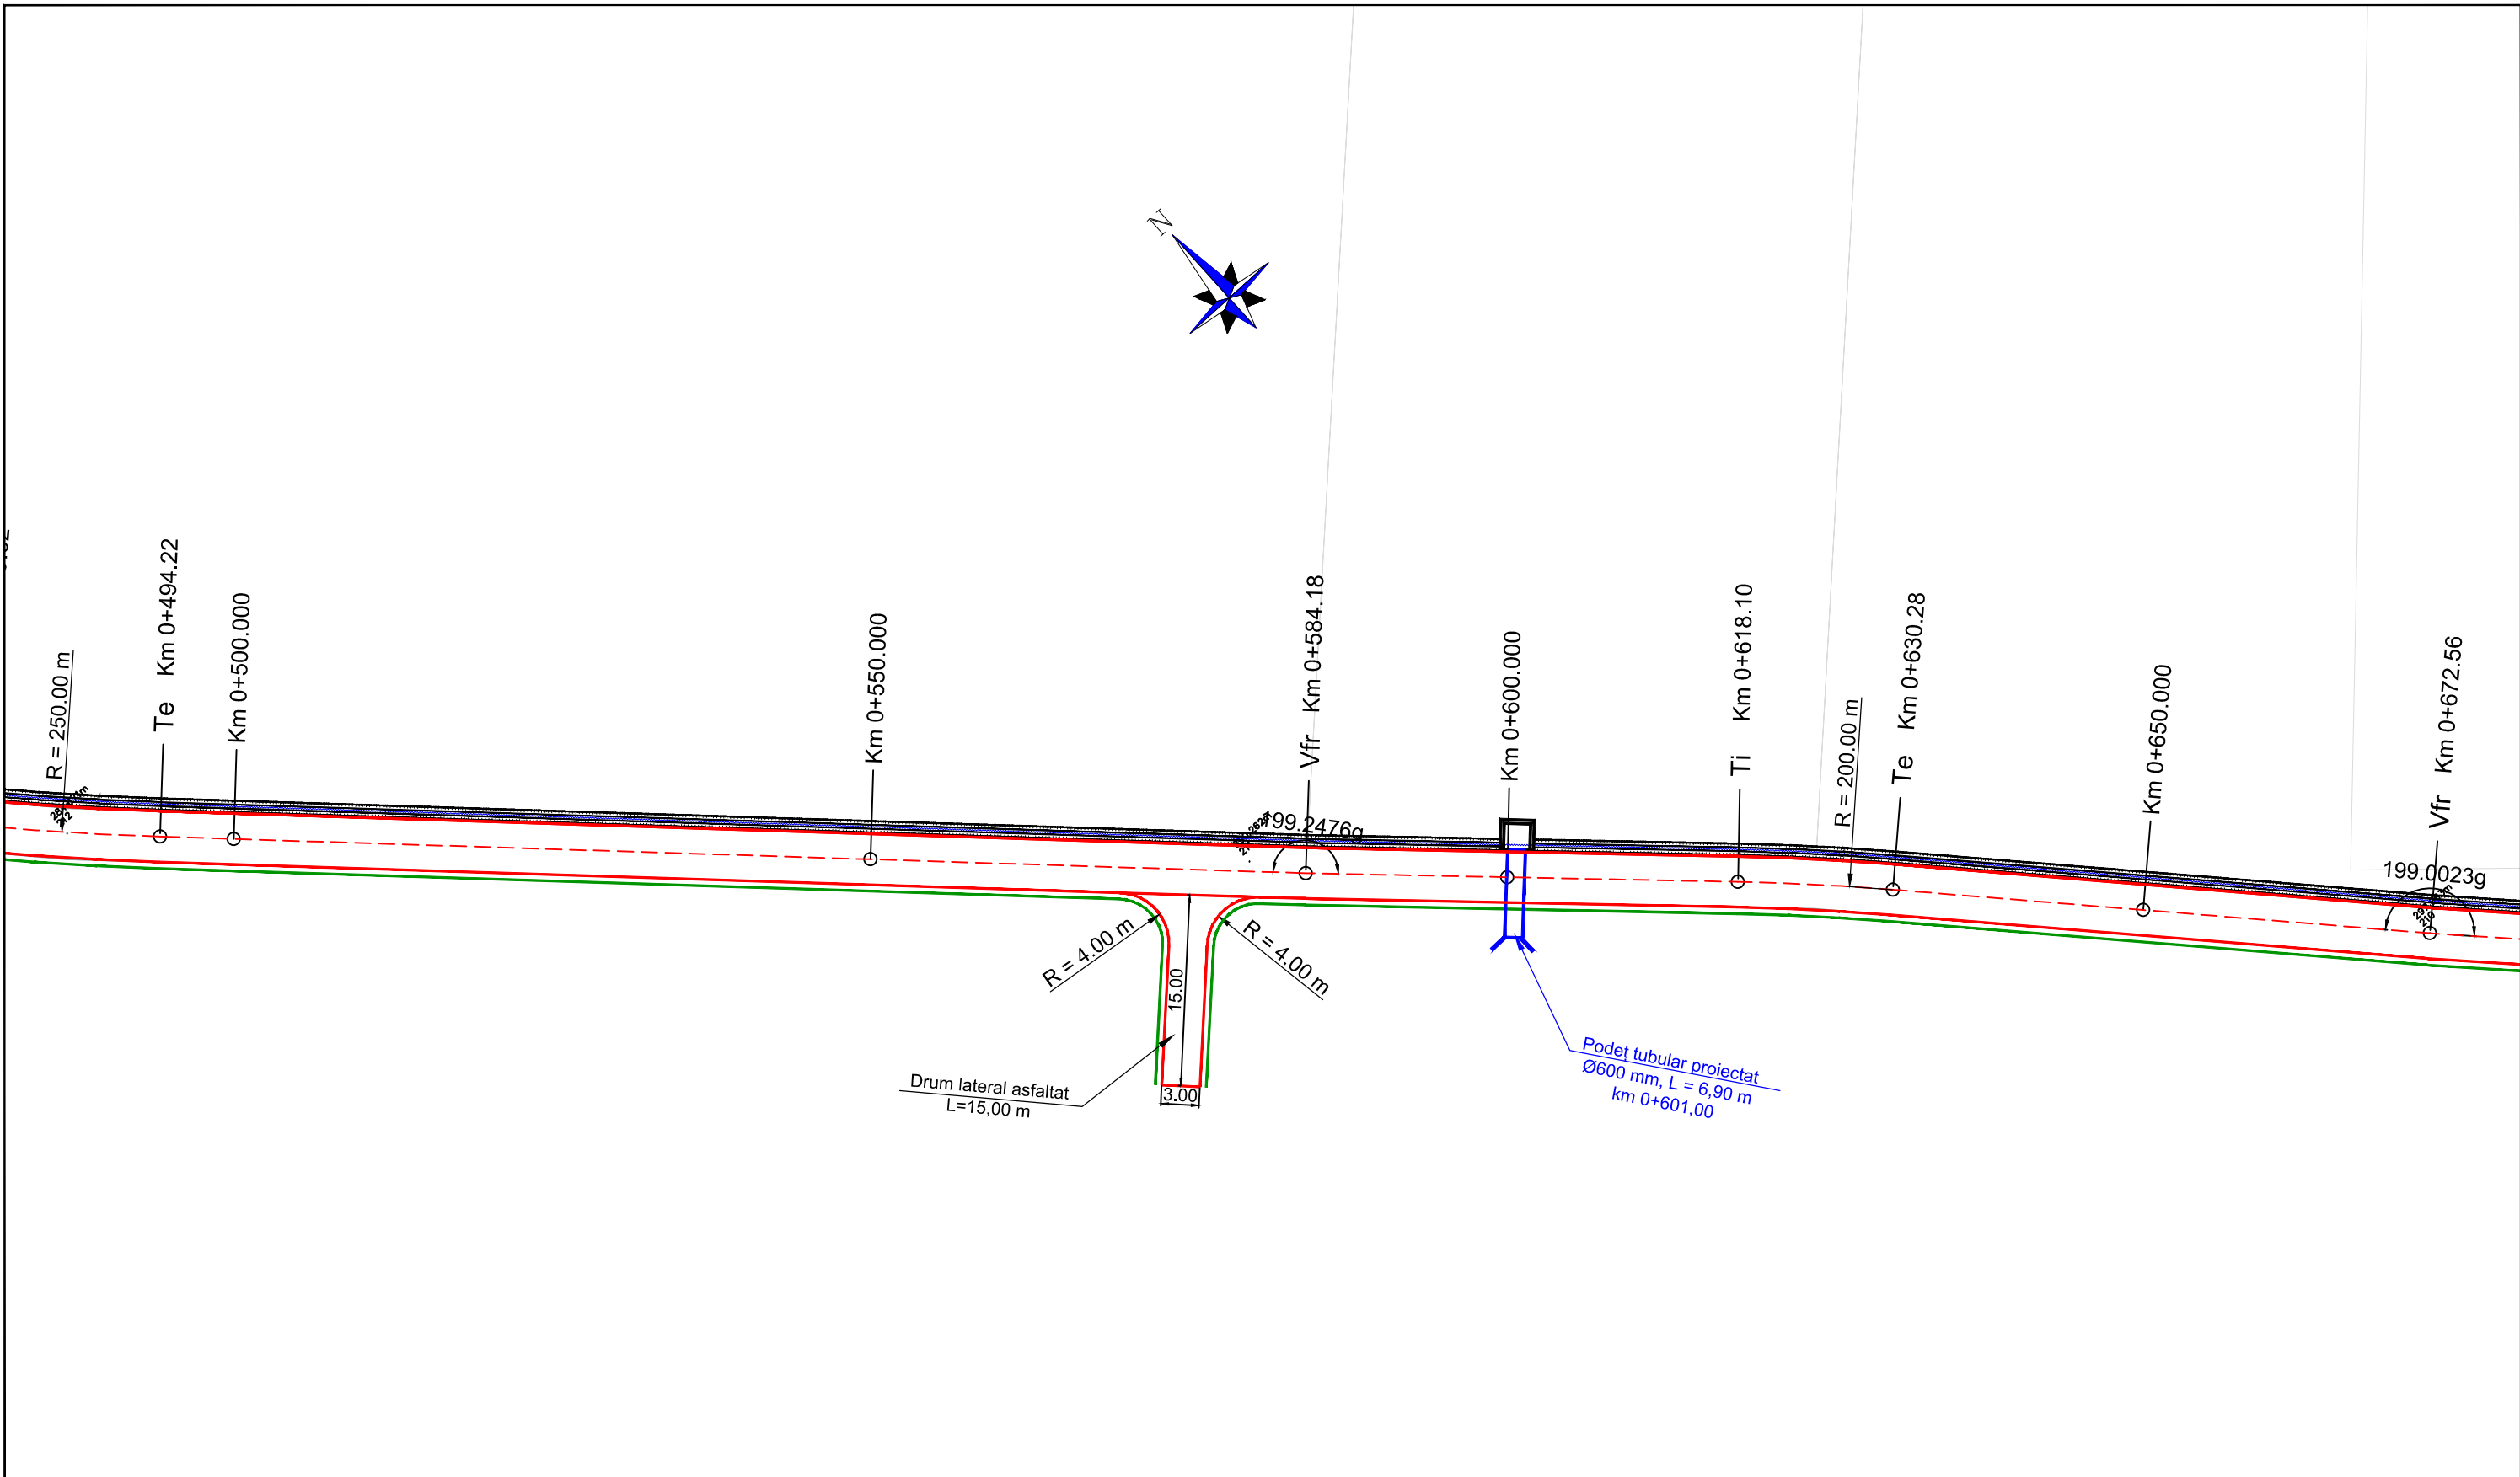 N
R = 250.00 m
Te Km 0+494.22
Km 0+500.000
Km 0+550.000
Vfr Km 0+584.18
199.2476g
Km 0+600.000
Ti Km 0+618.10
R = 200.00 m
Te Km 0+630.28
Km 0+650.000
Vfr Km 0+672.56
199.0023g
R = 4.00 m
15.00
R = 4.00 m
3.00
Drum lateral asfaltat
L=15,00 m
Podeț tubular proiectat
Ø600 mm, L = 6,90 m
km 0+601,00